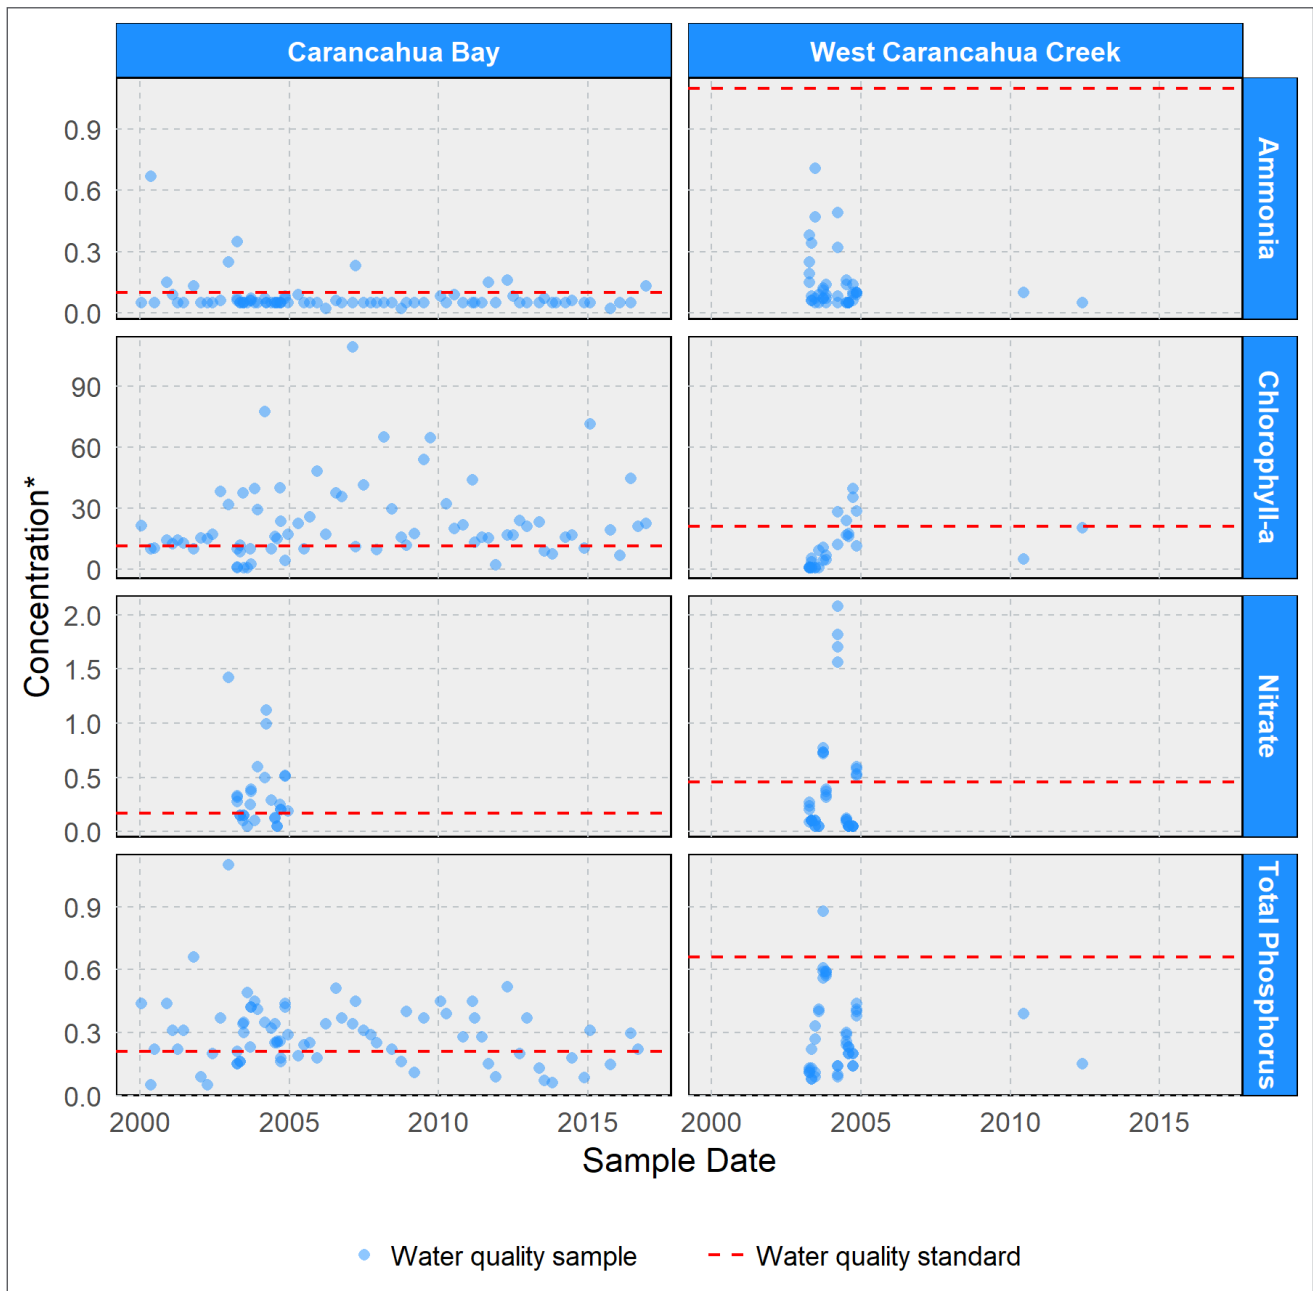 Carancahua Bay
West Carancahua Creek
Concentration*
0.9
0.6
0.3
0.0
Ammonia
90
60
30
0
Chlorophyll-a
2.0
1.5
1.0
0.5
0.0
Nitrate
0.9
0.6
0.3
0.0
Total Phosphorus
2000 2005 2010 2015
2000 2005 2010 2015
Sample Date
Water quality sample
Water quality standard